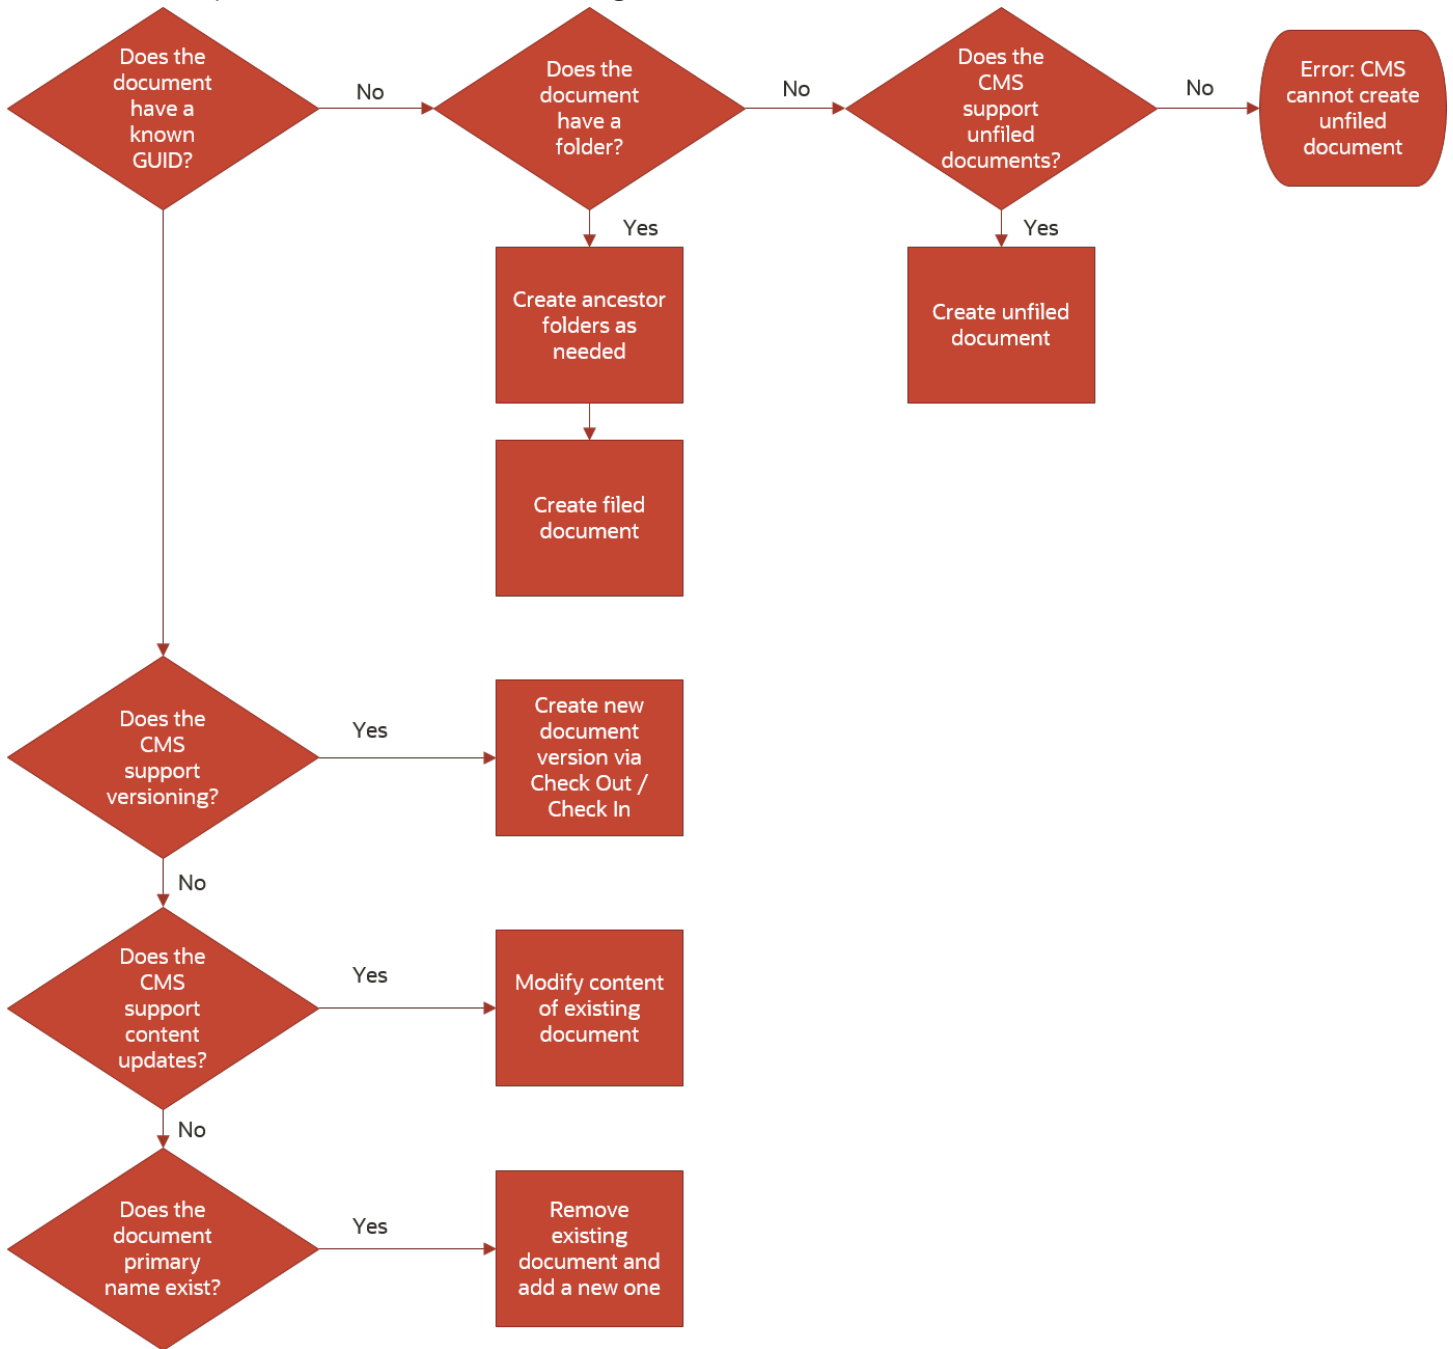 Does the
document
have a
known
GUID?
No
Does the
document
have a
folder?
No
Does the
CMS
support
unfiled
documents?
No
Error: CMS
cannot create
unfiled
document
Yes
Create ancestor
folders as
needed
Yes
Create unfiled
document
Create filed
document
Does the
CMS
support
versioning?
Yes
Create new
document
version via
Check Out /
Check In
No
Does the
CMS
support
content
updates?
Yes
Modify content
of existing
document
No
Does the
document
primary
name exist?
Yes
Remove
existing
document and
add a new one